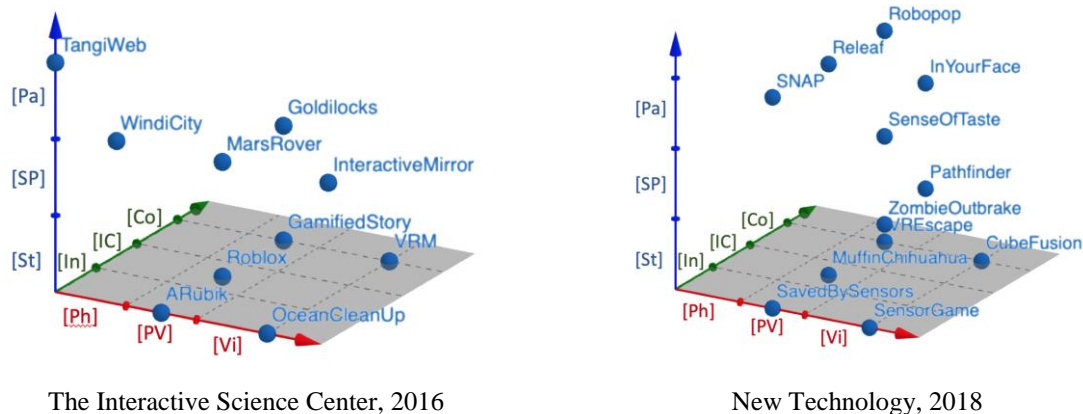 TangiWeb
[Pa]
WindiCity
Goldilocks
MarsRover
InteractiveMirror
[SP]
[Co]
[IC]
[In]
[St]
GamifiedStory
VRM
Roblox
ARubik
OceanCleanUp
[Ph]
[PV]
[Vi]
The Interactive Science Center, 2016
Robopop
Releaf
SNAP
InYourFace
[Pa]
SenseOfTaste
[SP]
Pathfinder
[Co]
[IC]
[In]
[St]
ZombieOutbrake
VREscape
CubeFusion
MuffinChihuahua
SavedBySensors
SensorGame
[Ph]
[PV]
[Vi]
New Technology, 2018